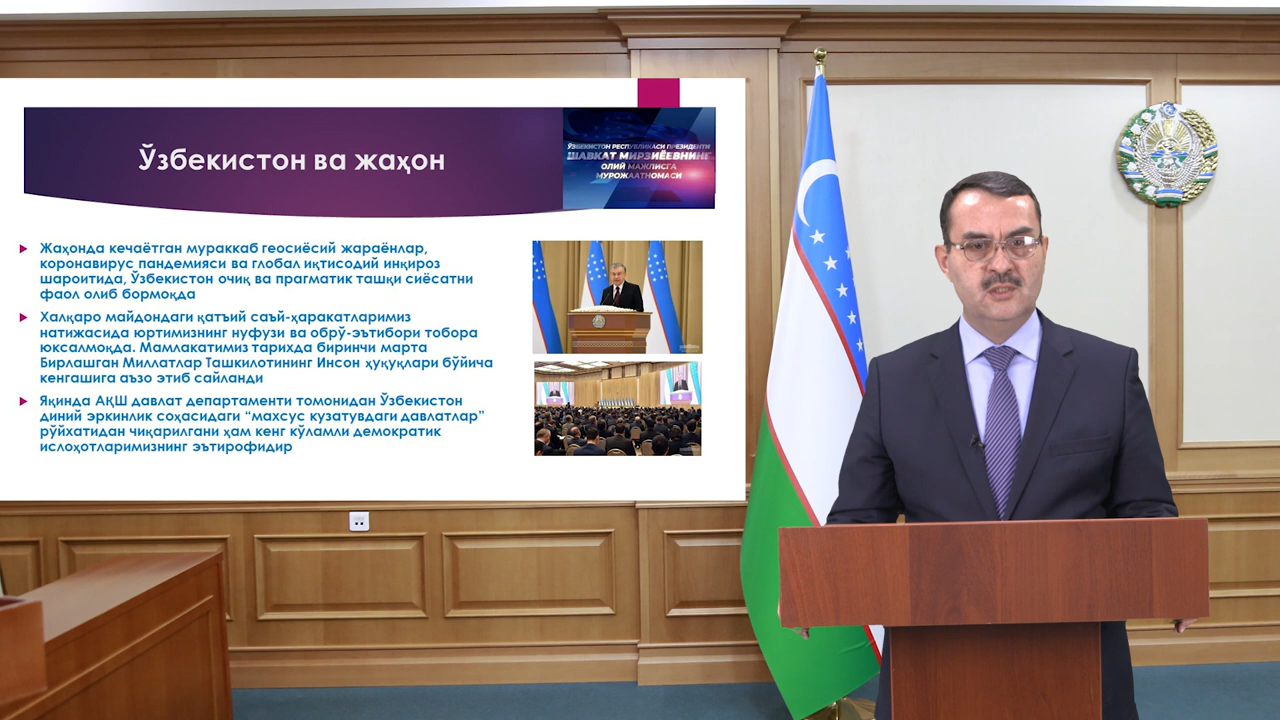 Ўзбекистон ва жаҳон
ЎЗБЕКИСТОН РЕСПУБЛИКАСИ ПРЕЗИДЕНТИ
ШАВКАТ МИРЗИЁЕВНИНГ
ОЛИЙ МАЖЛИСГА
МУРОЖААТНОМАСИ
Жаҳонда кечаётган мураккаб геосиёсий жараёнлар,
коронавирус пандемияси ва глобал иқтисодий инқироз
шароитида, Ўзбекистон очиқ ва прагматик ташқи сиёсатни
фаол олиб бормоқда
Халқаро майдондаги қатъий саъй-ҳаракатларимиз
натижасида юртимизнинг нуфузи ва обрў-эътибори тобора
юксалмоқда. Мамлакатимиз тарихда биринчи марта
Бирлашган Миллатлар Ташкилотининг Инсон ҳуқуқлари бўйича
кенгашига аъзо этиб сайланди
Яқинда АҚШ давлат департаменти томонидан Ўзбекистон
диний эркинлик соҳасидаги “махсус кузатувдаги давлатлар”
рўйхатидан чиқарилгани ҳам кенг кўламли демократик
ислоҳотларимизнинг эътирофидир